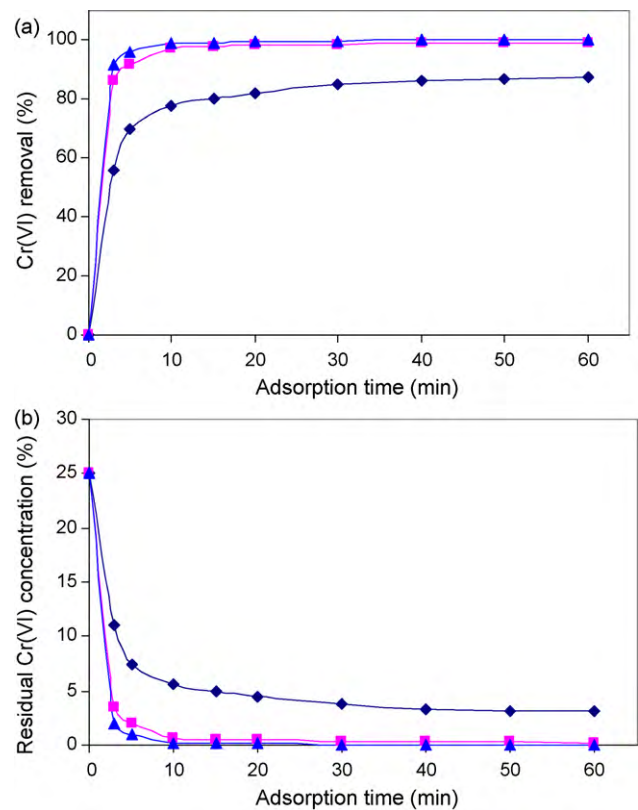 (a)
100
80
60
40
20
0
Cr(VI) removal (%)
0 10 20 30 40 50 60
Adsorption time (min)
(b)
30
25
20
15
10
5
0
Residual Cr(VI) concentration (%)
0 10 20 30 40 50 60
Adsorption time (min)